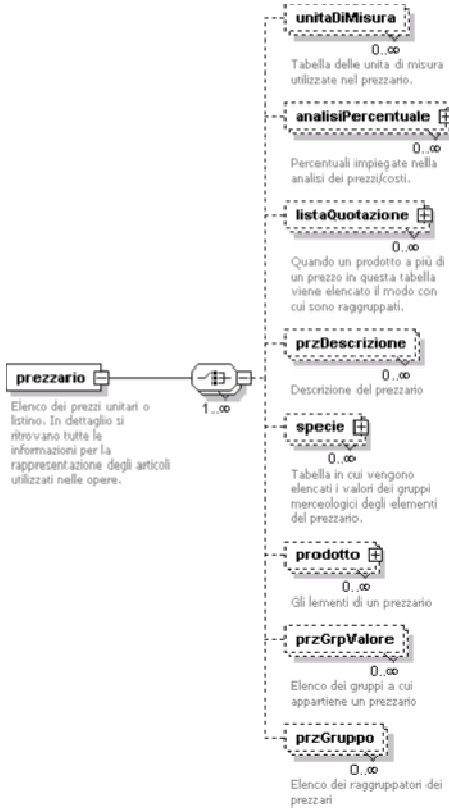 unitaDiMisura
0..∞
Tabella delle unita di misura
utilizzate nel prezzario.
analisiPercentuale
0..∞
Percentuali impiegate nella
analisi dei prezzi/costi.
listaQuotazione
0..∞
Quando un prodotto a più di
un prezzo in questa tabella
viene elencato il modo con
cui sono raggruppati.
przDescrizione
0..∞
Descrizione del prezzario
prezzario
1..∞
Elenco dei prezzi unitari o
listino. In dettaglio si
ritrovano tutte le
informazioni per la
rappresentazione degli articoli
utilizzati nelle opere.
specie
0..∞
Tabella in cui vengono
elencati i valori dei gruppi
merceologici degli elementi
del prezzario.
prodotto
0..∞
Gli lementi di un prezzario
przGrpValore
0..∞
Elenco dei gruppi a cui
appartiene un prezzario
przGruppo
0..∞
Elenco dei raggruppatori dei
prezzari